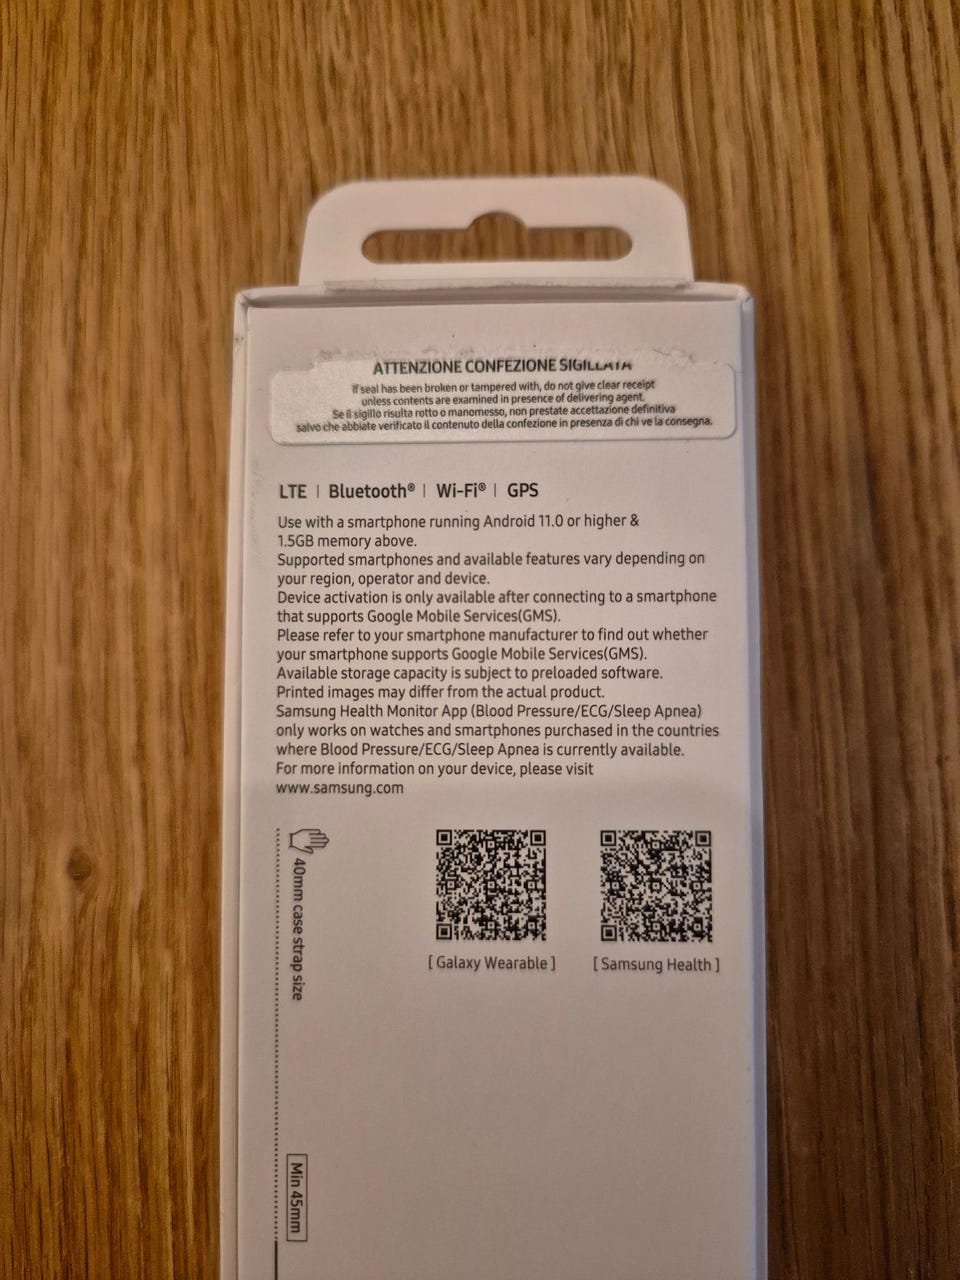 ATTENZIONE CONFEZIONE SIGILLATA
If seal has been broken or tampered with, do not give clear receipt
unless contents are examined in presence of delivering agent.
Se il sigillo risulta rotto o manomesso, non prestate accettazione definitiva
salvo che abbiate verificato il contenuto della confezione in presenza di chi ve la consegna.
LTE | Bluetooth® | Wi-Fi® | GPS
Use with a smartphone running Android 11.0 or higher &
1.5GB memory above.
Supported smartphones and available features vary depending on
your region, operator and device.
Device activation is only available after connecting to a smartphone
that supports Google Mobile Services(GMS).
Please refer to your smartphone manufacturer to find out whether
your smartphone supports Google Mobile Services(GMS).
Available storage capacity is subject to preloaded software.
Printed images may differ from the actual product.
Samsung Health Monitor App (Blood Pressure/ECG/Sleep Apnea)
only works on watches and smartphones purchased in the countries
where Blood Pressure/ECG/Sleep Apnea is currently available.
For more information on your device, please visit
www.samsung.com
40mm case strap size
[ Galaxy Wearable ]
[ Samsung Health ]
Min 45mm